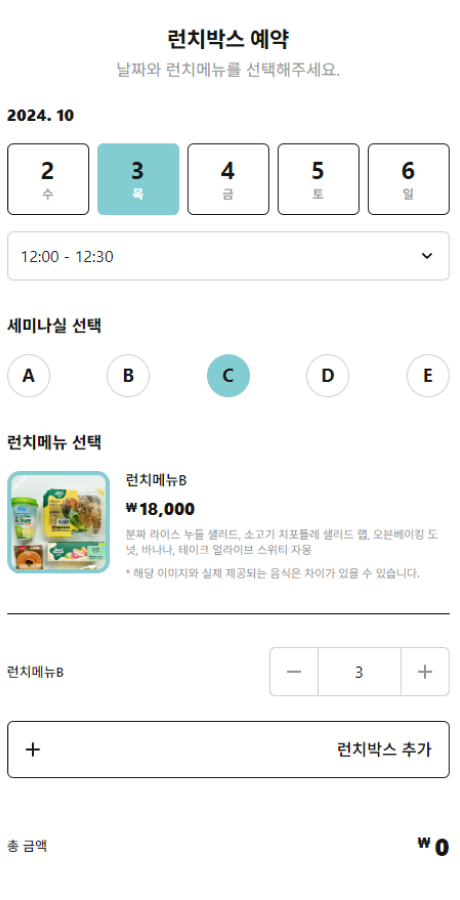 런치박스 예약
날짜와 런치메뉴를 선택해주세요.
2024. 10
2 3 4 5 6
수 목 금 토 일
12:00 - 12:30
세미나실 선택
A B C D E
런치메뉴 선택
런치메뉴B
₩18,000
분짜 라이스 누들 샐러드, 소고기 치포틀레 샐러드 랩, 오븐베이킹 도
넛, 바나나, 테이크 얼라이브 스위티 자몽
* 해당 이미지와 실제 제공되는 음식은 차이가 있을 수 있습니다.
런치메뉴B
3
런치박스 추가
총 금액
₩0